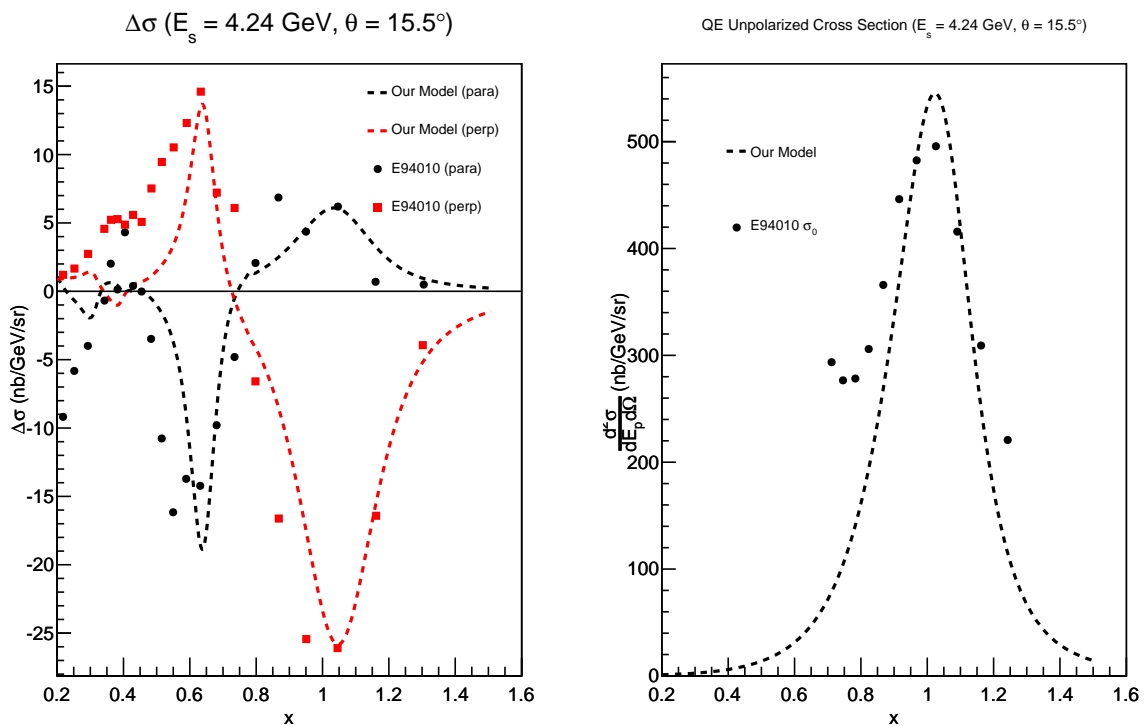 Δσ (E_s = 4.24 GeV, θ = 15.5°)
Δσ (nb/GeV/sr)
15
10
5
0
-5
-10
-15
-20
-25
Our Model (para)
Our Model (perp)
E94010 (para)
E94010 (perp)
0.2 0.4 0.6 0.8 1 1.2 1.4 1.6
x
QE Unpolarized Cross Section (E_s = 4.24 GeV, θ = 15.5°)
d²σ/dE_pdΩ (nb/GeV/sr)
500
400
300
200
100
0
Our Model
E94010 σ₀
0.2 0.4 0.6 0.8 1 1.2 1.4 1.6
x